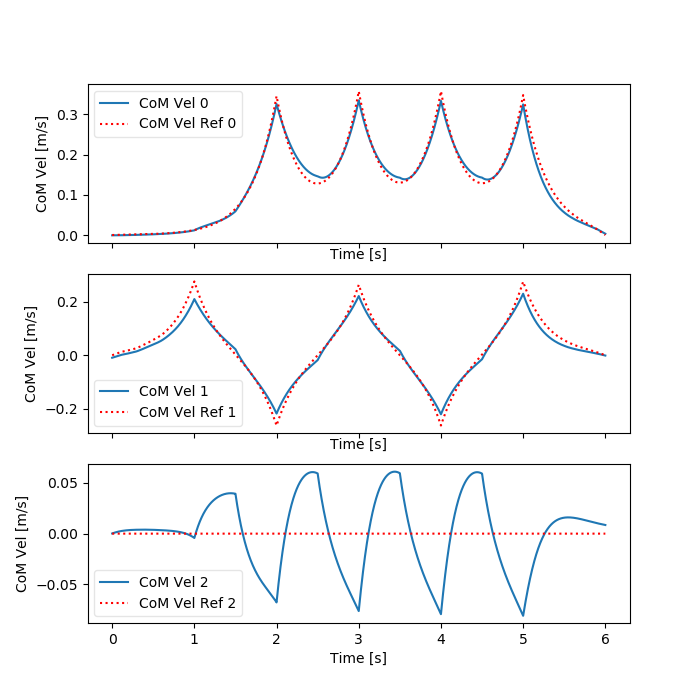 CoM Vel [m/s]
0.3
0.2
0.1
0.0
CoM Vel 0
CoM Vel Ref 0
Time [s]
CoM Vel [m/s]
0.2
0.0
−0.2
CoM Vel 1
CoM Vel Ref 1
Time [s]
CoM Vel [m/s]
0.05
0.00
−0.05
CoM Vel 2
CoM Vel Ref 2
0 1 2 3 4 5 6
Time [s]